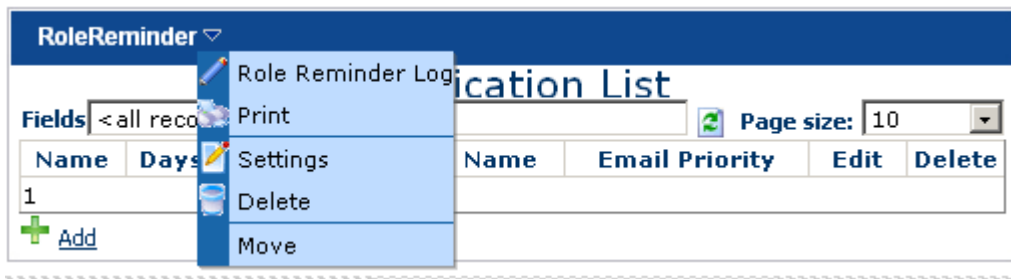 RoleReminder
Role Reminder Log
ication List
Fields <all reco
Print
Page size: 10
Name Days
Settings
Name Email Priority Edit Delete
1
Delete
Add
Move